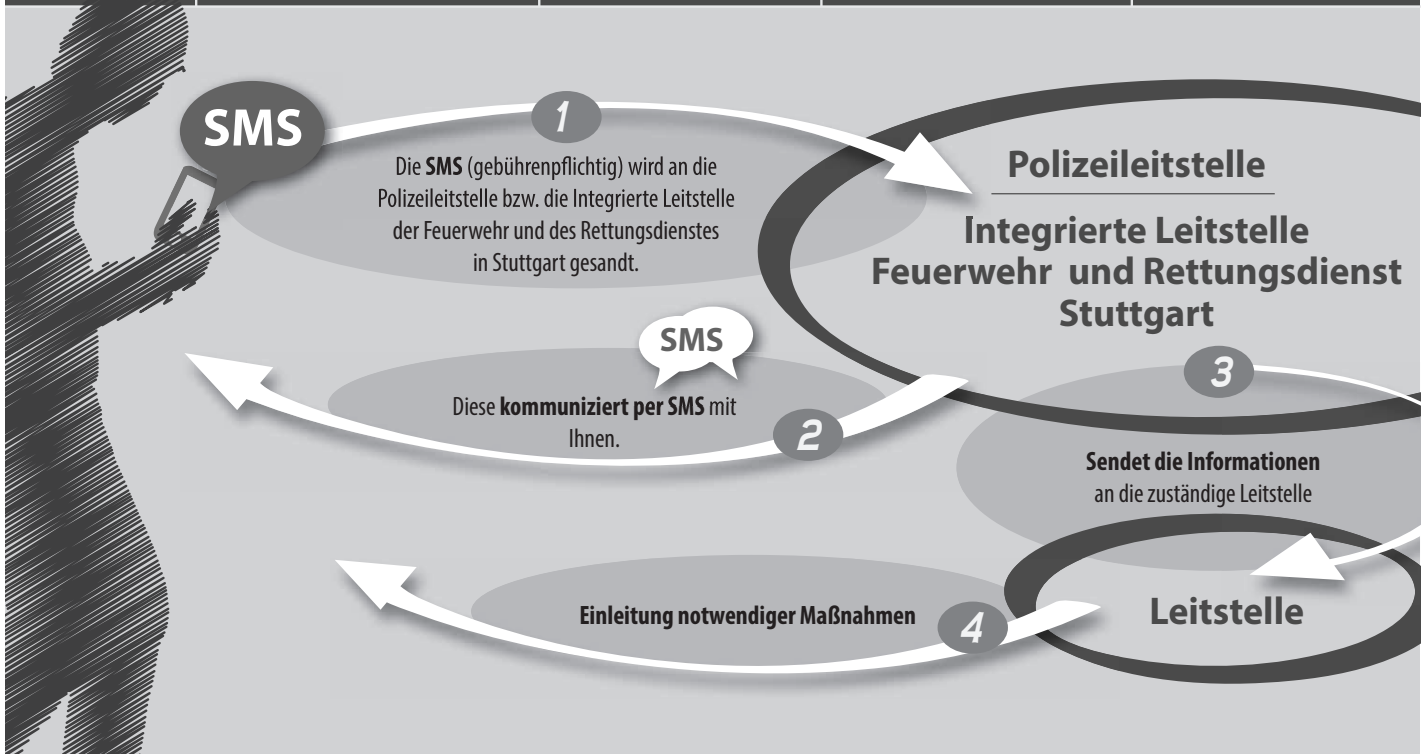 SMS
1
Die SMS (gebührenpflichtig) wird an die
Polizeileitstelle bzw. die Integrierte Leitstelle
der Feuerwehr und des Rettungsdienstes
in Stuttgart gesandt.
Polizeileitstelle
Integrierte Leitstelle
Feuerwehr und Rettungsdienst
Stuttgart
SMS
Diese kommuniziert per SMS mit
Ihnen.
2
3
Sendet die Informationen
an die zuständige Leitstelle
Einleitung notwendiger Maßnahmen
4
Leitstelle